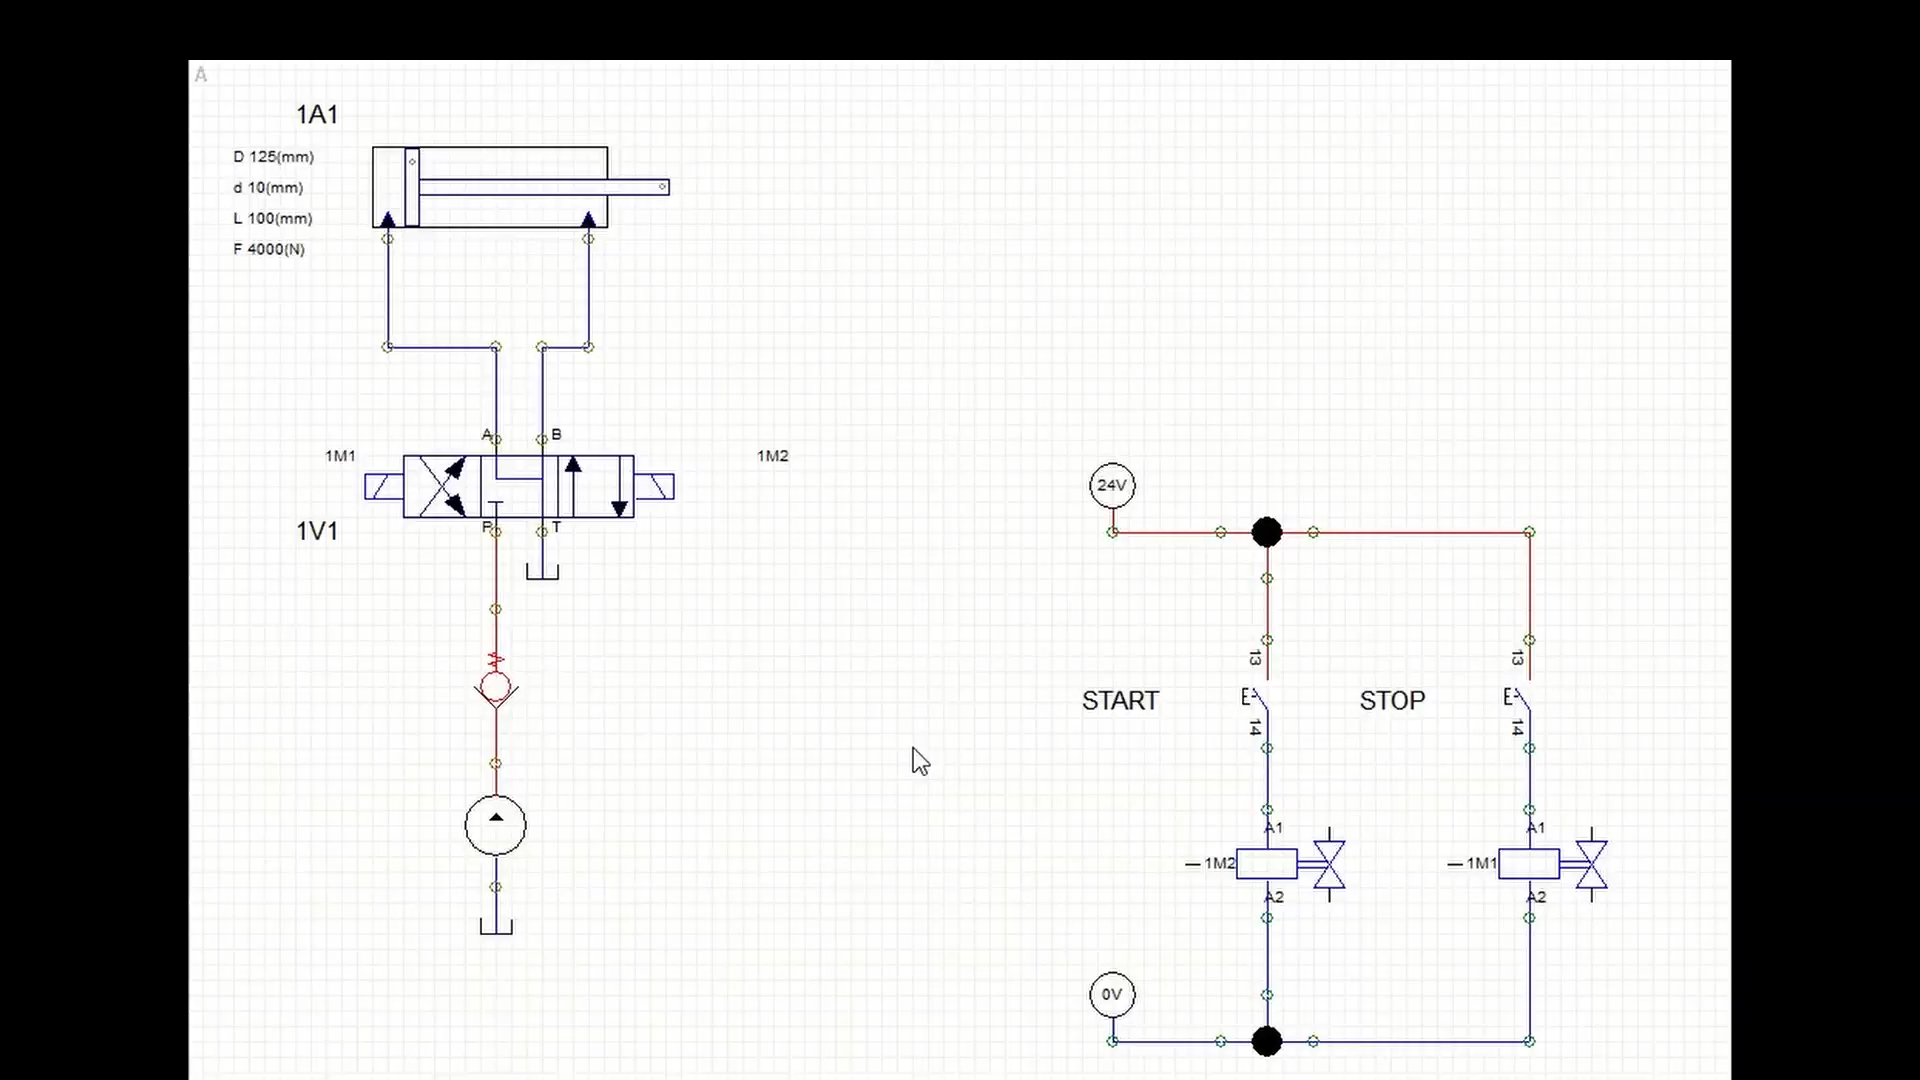 A
1A1
D 125(mm)
d 10(mm)
L 100(mm)
F 4000(N)
A B
1M1 1M2
1V1
P T
24V
13 13
START E STOP E
14 14
A1 A1
1M2 1M1
A2 A2
0V